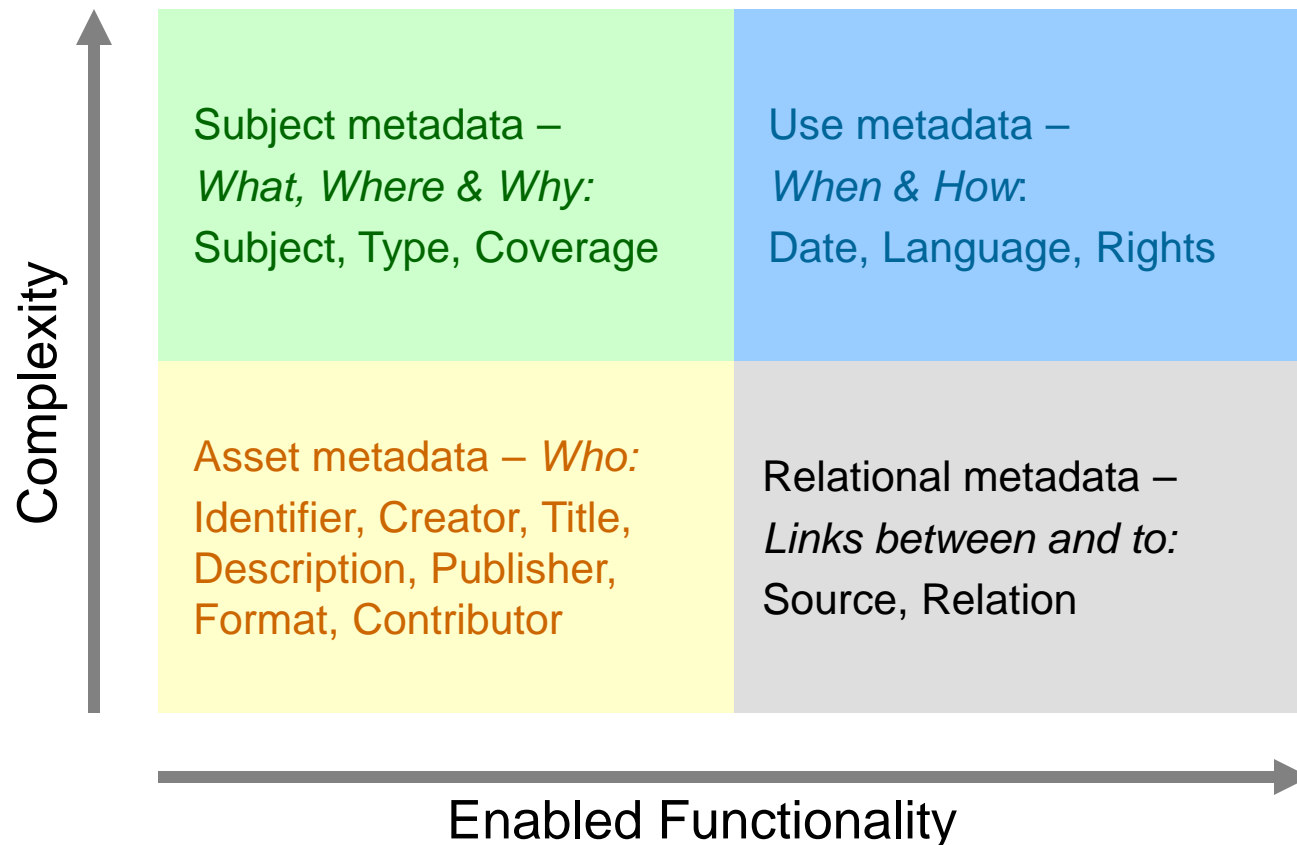 Complexity
Subject metadata –
What, Where & Why:
Subject, Type, Coverage
Use metadata –
When & How:
Date, Language, Rights
Asset metadata – Who:
Identifier, Creator, Title,
Description, Publisher,
Format, Contributor
Relational metadata –
Links between and to:
Source, Relation
Enabled Functionality